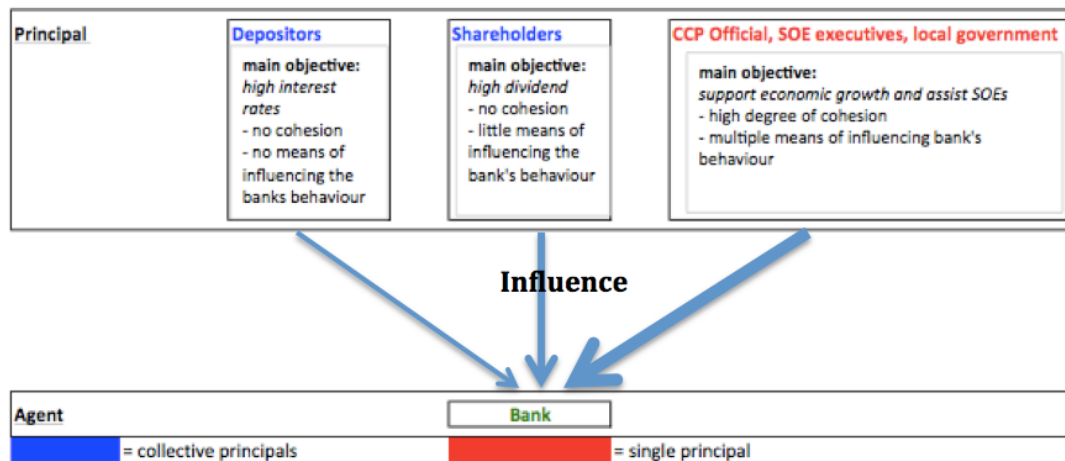 Principal
Depositors
main objective:
high interest
rates
- no cohesion
- no means of
influencing the
banks behaviour
Shareholders
main objective:
high dividend
- no cohesion
- little means of
influencing the
bank's behaviour
CCP Official, SOE executives, local government
main objective:
support economic growth and assist SOEs
- high degree of cohesion
- multiple means of influencing bank's
behaviour
Influence
Agent
Bank
= collective principals
= single principal